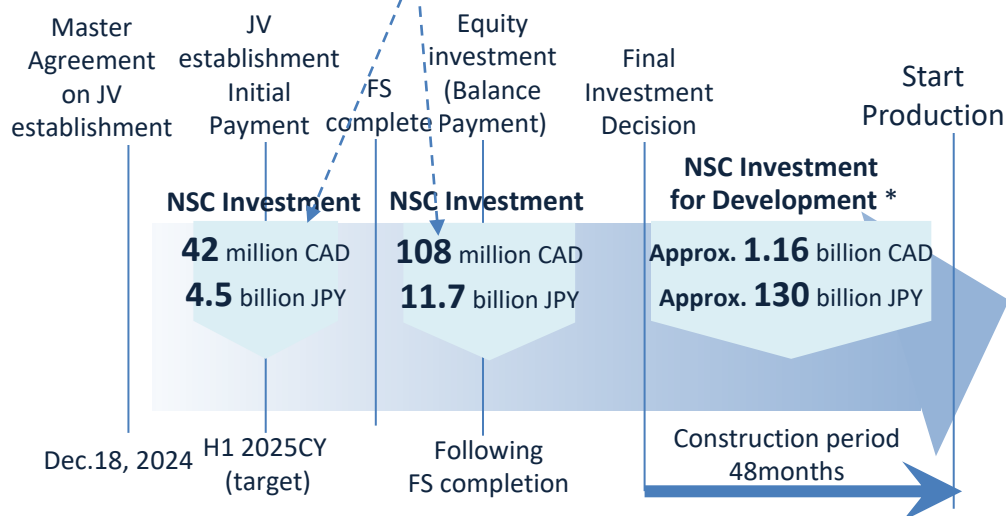 Master
Agreement
on JV
establishment
JV
establishment
Initial
Payment
FS
complete
Equity
investment
(Balance
Payment)
Final
Investment
Decision
Start
Production
NSC Investment
42 million CAD
4.5 billion JPY
NSC Investment
108 million CAD
11.7 billion JPY
NSC Investment
for Development *
Approx. 1.16 billion CAD
Approx. 130 billion JPY
Dec.18, 2024
H1 2025CY
(target)
Following
FS completion
Construction period
48months